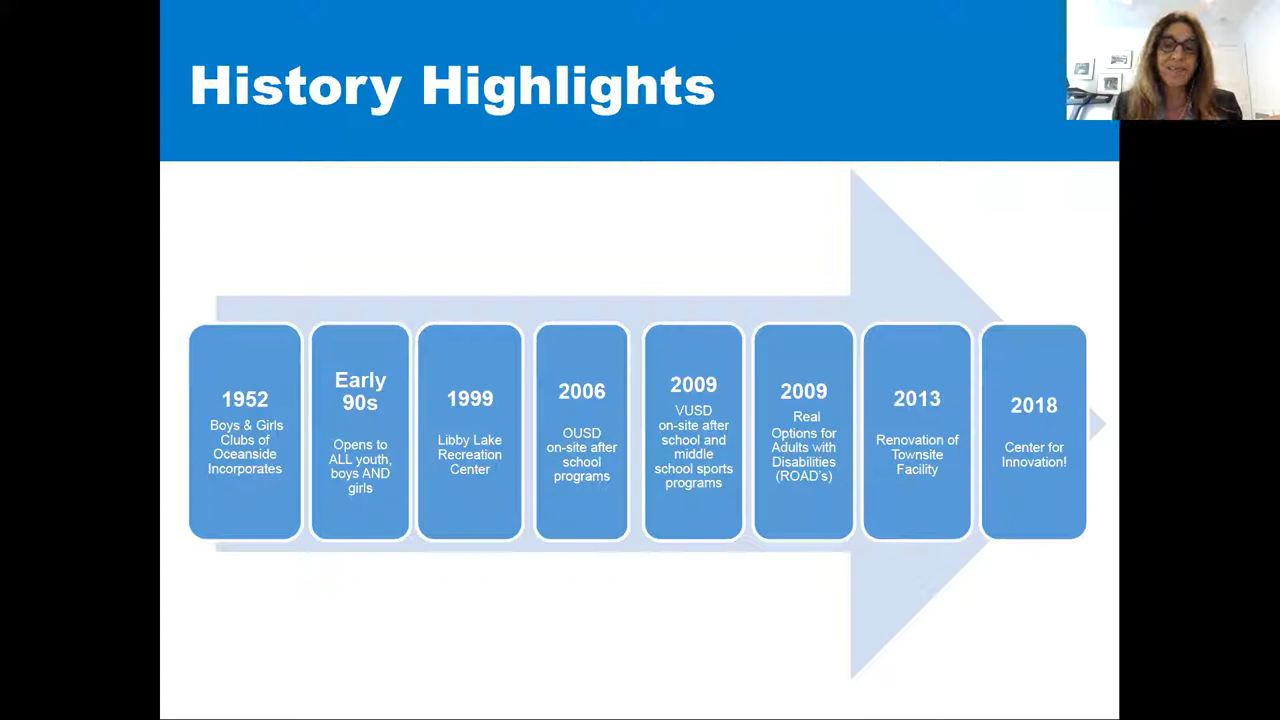 History Highlights
1952
Boys & Girls
Clubs of
Oceanside
Incorporates
Early
90s
Opens to
ALL youth,
boys AND
girls
1999
Libby Lake
Recreation
Center
2006
OUSD
on-site after
school
programs
2009
VUSD
on-site after
school and
middle
school sports
programs
2009
Real
Options for
Adults with
Disabilities
(ROAD's)
2013
Renovation of
Townsite
Facility
2018
Center for
Innovation!